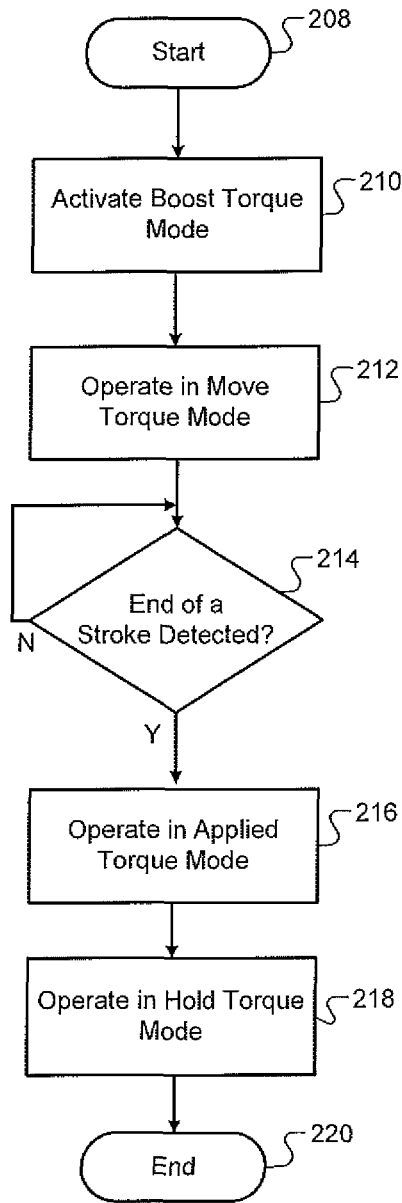 Start
208
Activate Boost Torque
Mode
210
Operate in Move
Torque Mode
212
End of a
Stroke Detected?
214
N
Y
Operate in Applied
Torque Mode
216
Operate in Hold Torque
Mode
218
End
220